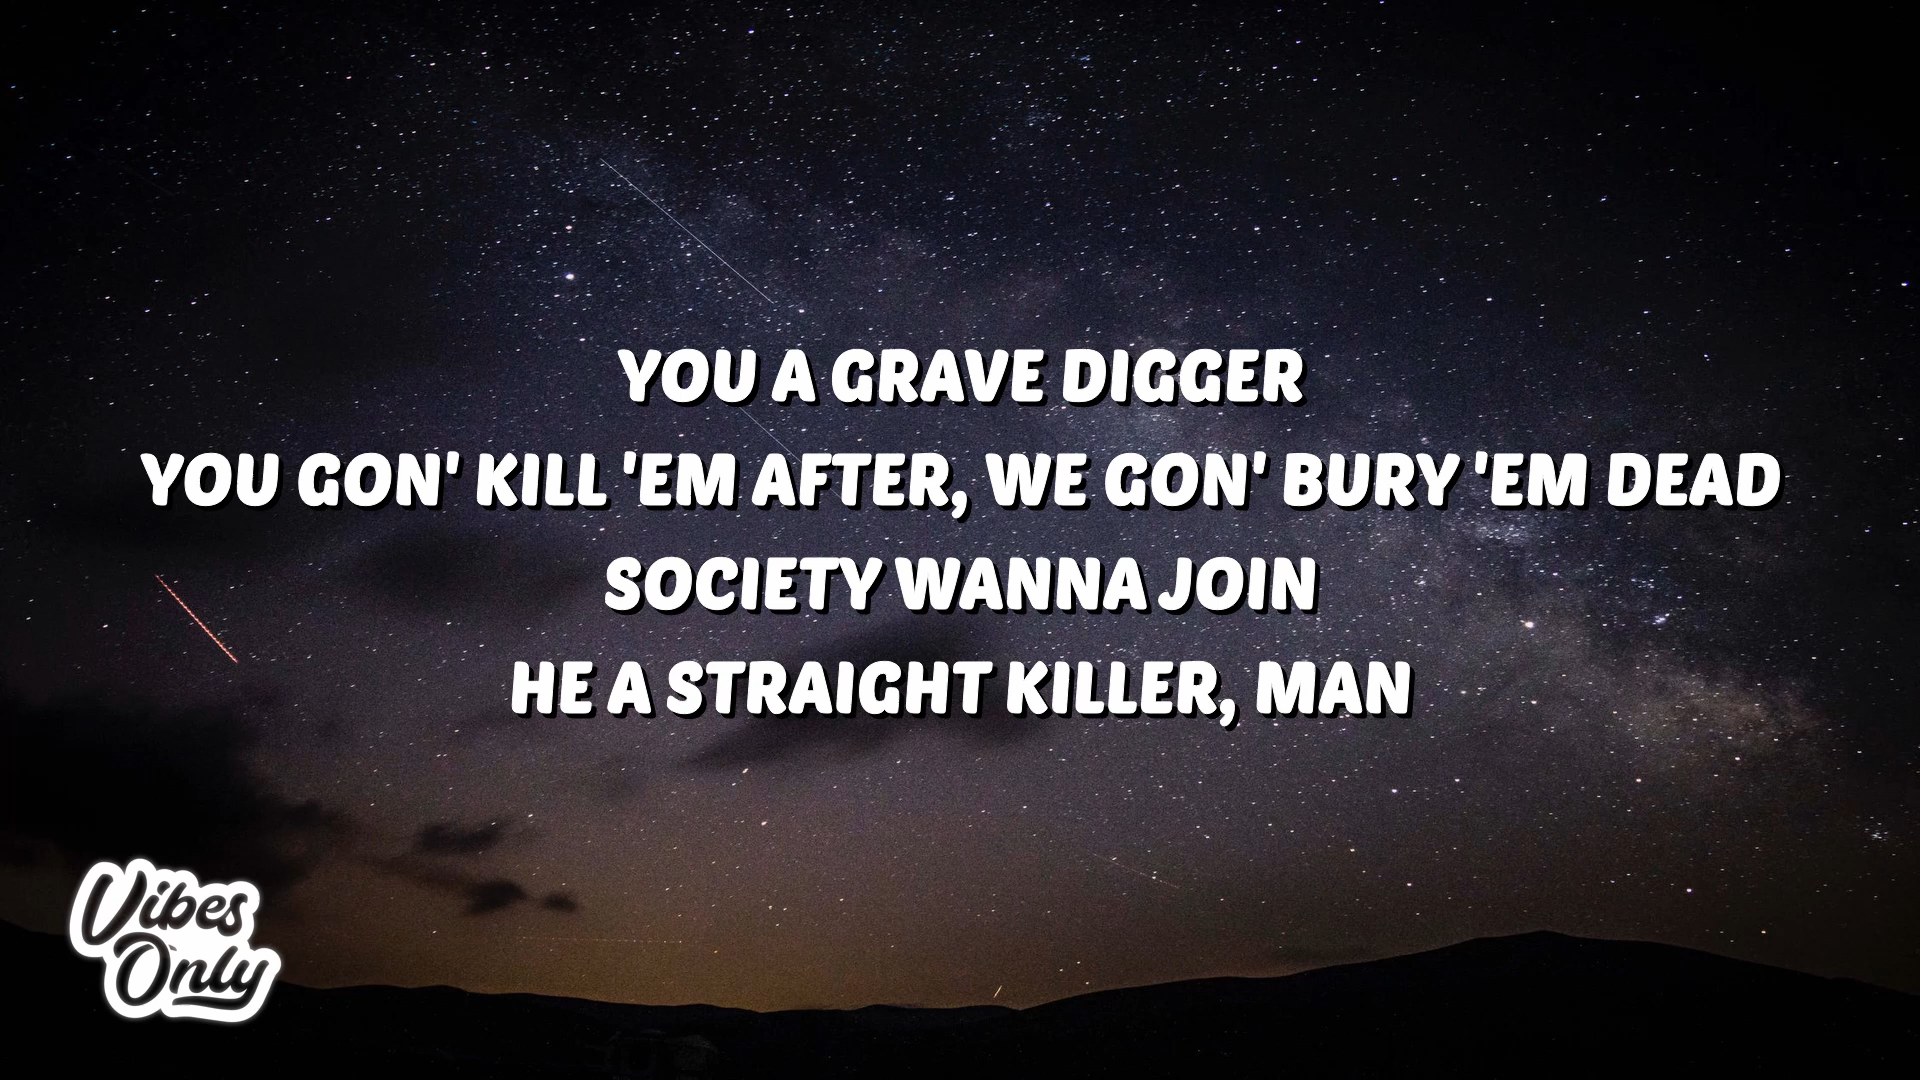 YOU A GRAVE DIGGER
YOU GON' KILL 'EM AFTER, WE GON' BURY 'EM DEAD
SOCIETY WANNA JOIN
HE A STRAIGHT KILLER, MAN
Vibes
Only